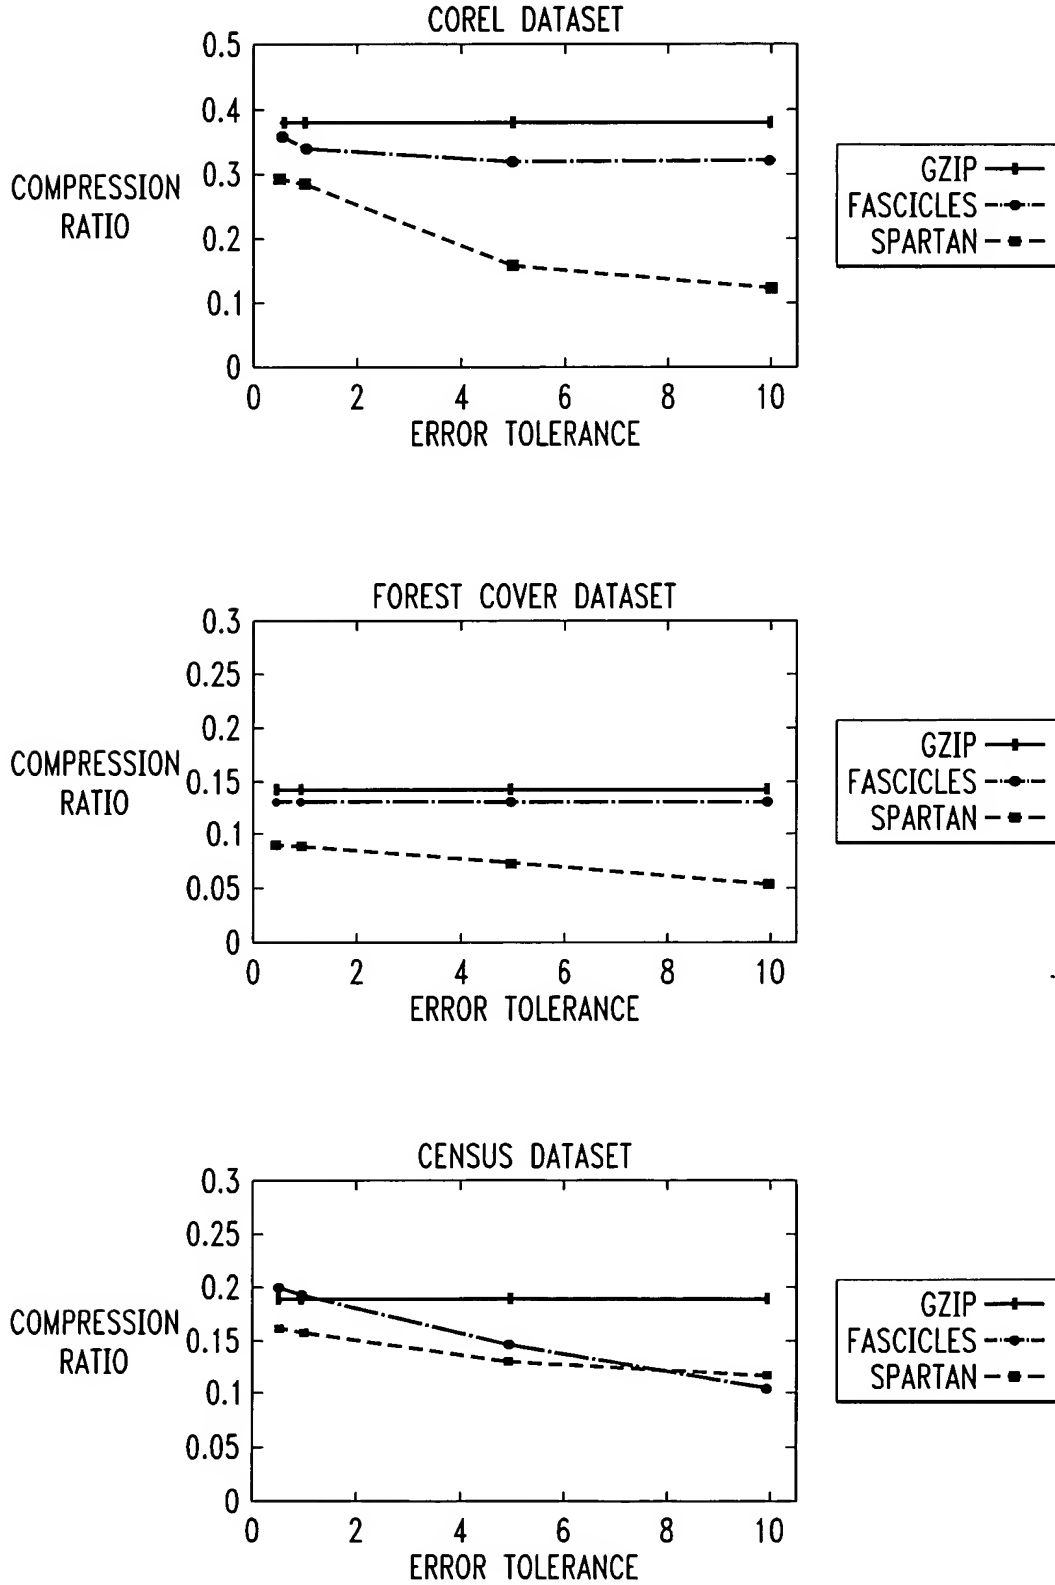 COREL DATASET
0.5
0.4
0.3
0.2
0.1
0
COMPRESSION
RATIO
0 2 4 6 8 10
ERROR TOLERANCE
GZIP
FASCICLES
SPARTAN
FOREST COVER DATASET
0.3
0.25
0.2
0.15
0.1
0.05
0
COMPRESSION
RATIO
0 2 4 6 8 10
ERROR TOLERANCE
GZIP
FASCICLES
SPARTAN
CENSUS DATASET
0.3
0.25
0.2
0.15
0.1
0.05
0
COMPRESSION
RATIO
0 2 4 6 8 10
ERROR TOLERANCE
GZIP
FASCICLES
SPARTAN